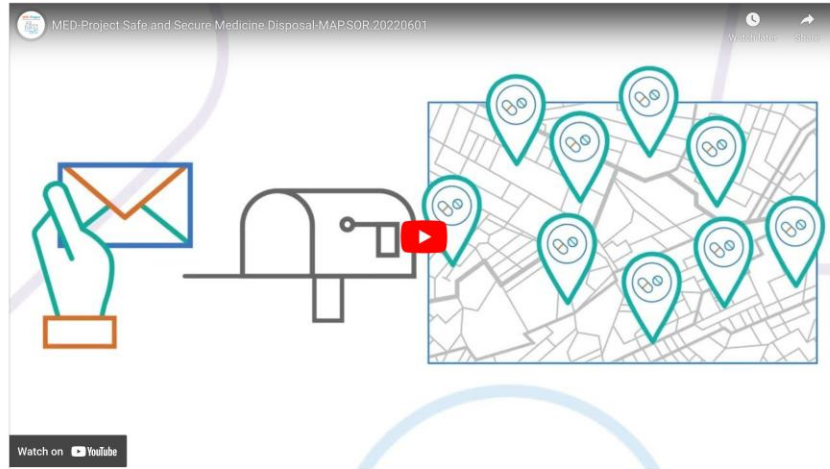 MED-Project Safe and Secure Medicine Disposal-MAP.SOR.20220601
Watch later
Share
Watch on YouTube